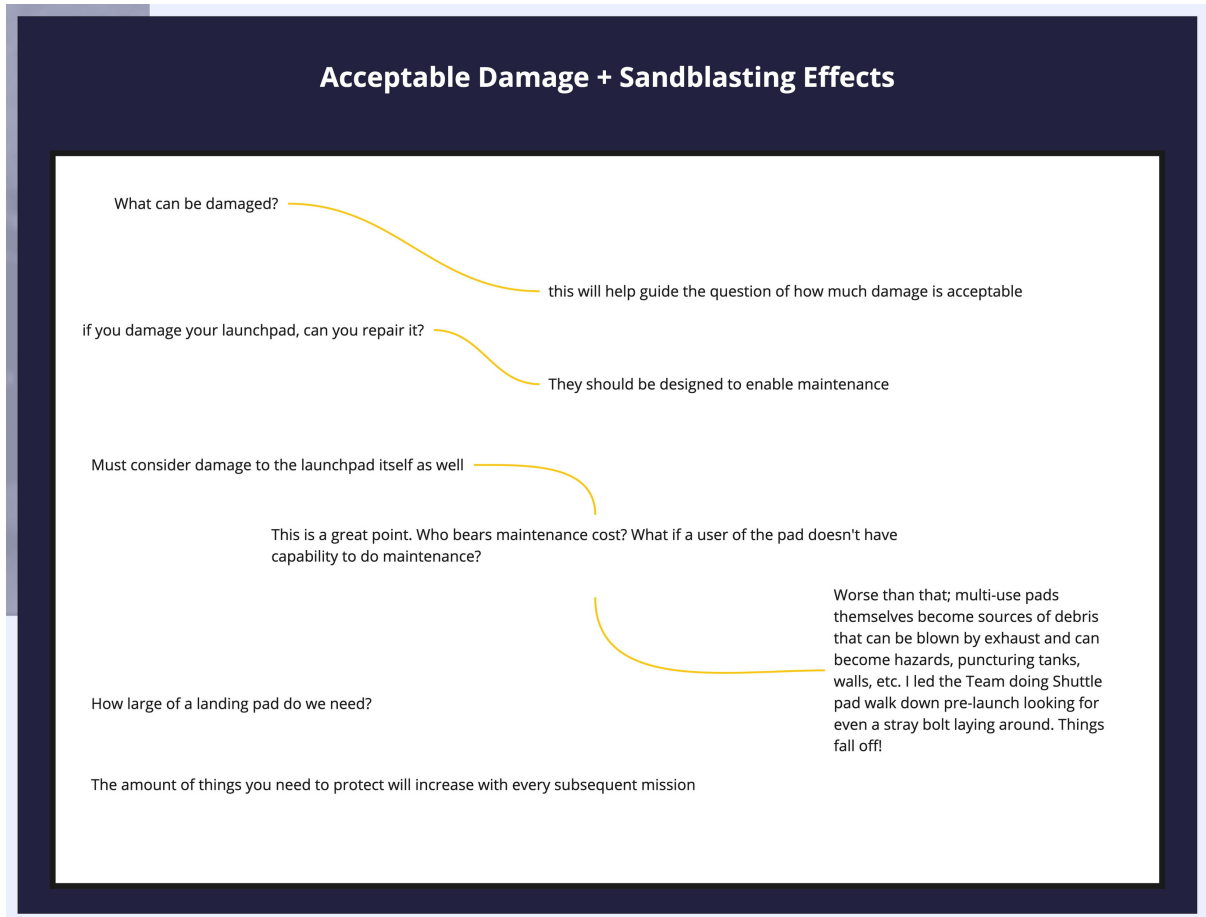 Acceptable Damage + Sandblasting Effects
What can be damaged?
this will help guide the question of how much damage is acceptable
if you damage your launchpad, can you repair it?
They should be designed to enable maintenance
Must consider damage to the launchpad itself as well
This is a great point. Who bears maintenance cost? What if a user of the pad doesn't have
capability to do maintenance?
Worse than that; multi-use pads
themselves become sources of debris
that can be blown by exhaust and can
become hazards, puncturing tanks,
walls, etc. I led the Team doing Shuttle
pad walk down pre-launch looking for
even a stray bolt laying around. Things
fall off!
How large of a landing pad do we need?
The amount of things you need to protect will increase with every subsequent mission